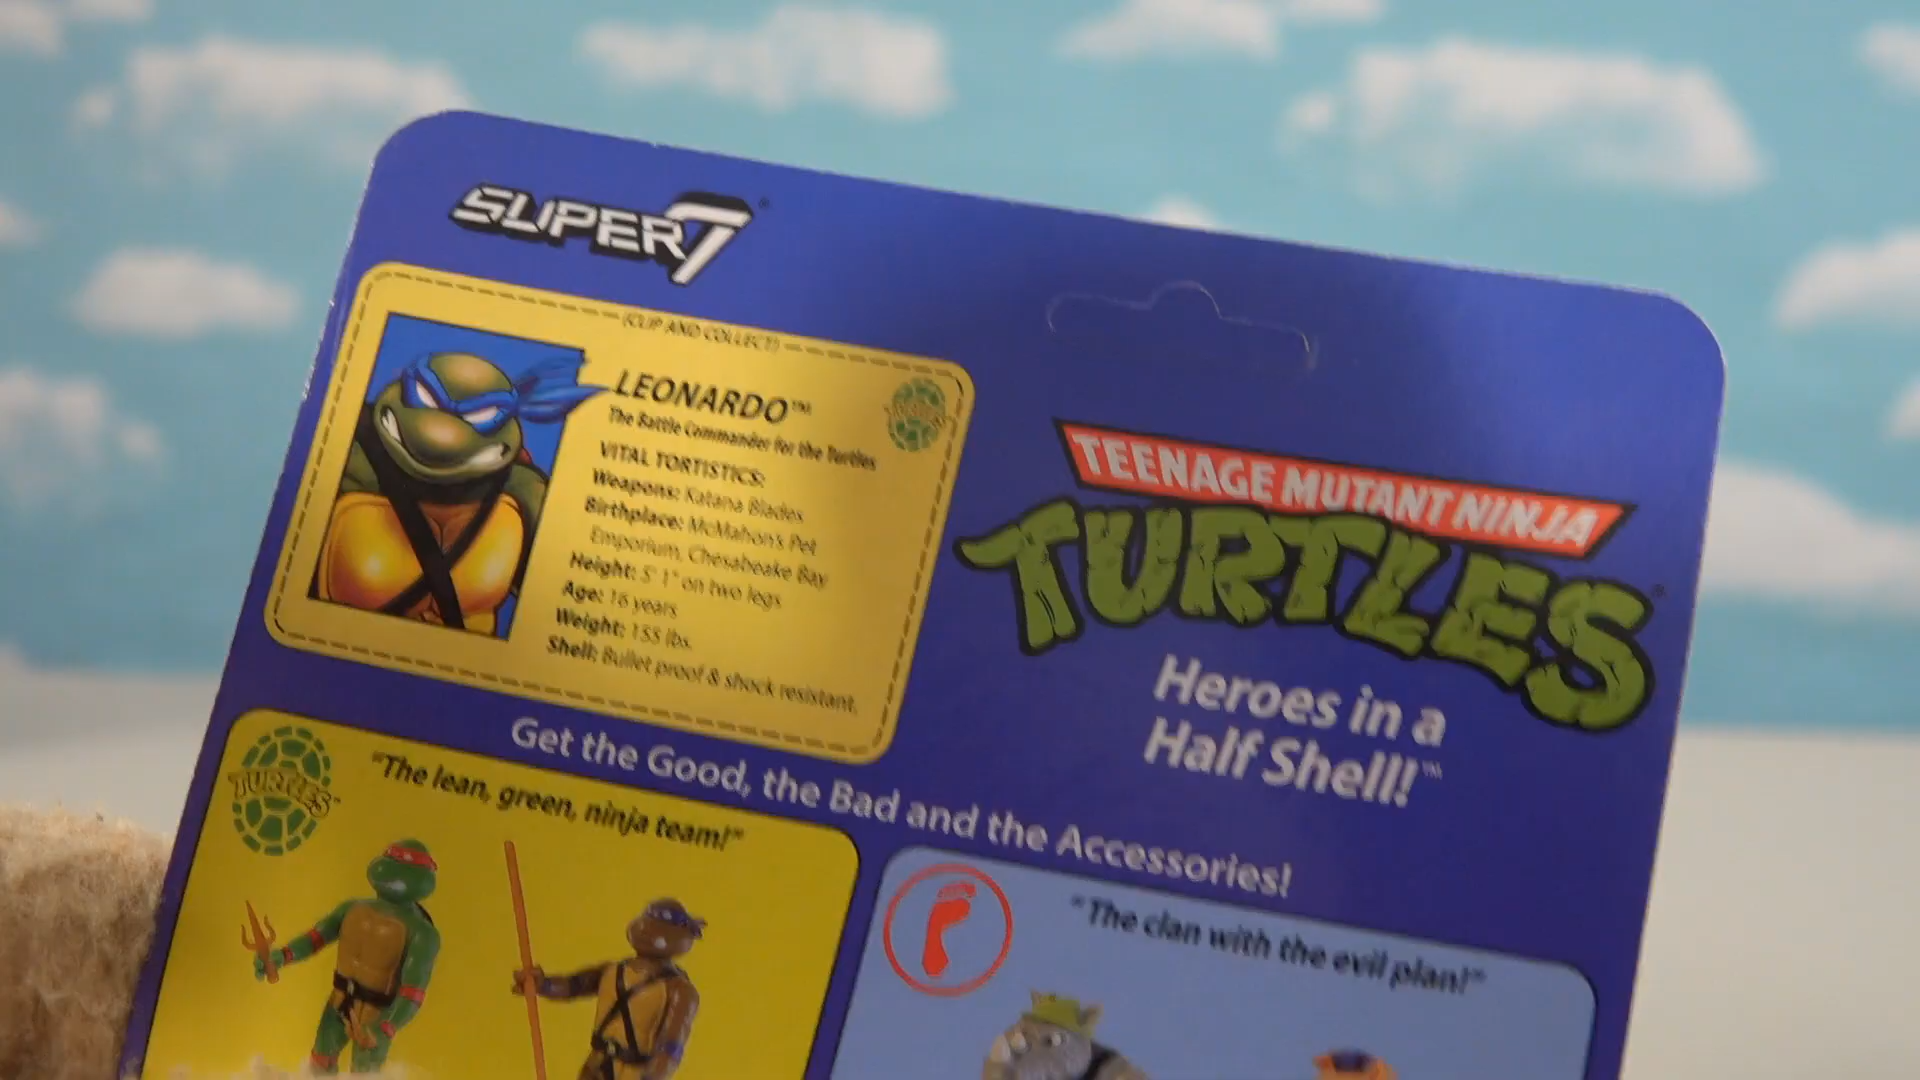 SUPER7
(CLIP AND COLLECT!)
LEONARDO™
The Battle Commander for the Turtles
VITAL TORTISTICS:
Weapons: Katana Blades
Birthplace: McMahon's Pet
Emporium, Chesabeake Bay
Height: 5' 1" on two legs
Age: 16 years
Weight: 155 lbs.
Shell: Bullet proof & shock resistant.
TEENAGE MUTANT NINJA
TURTLES
Heroes in a
Half Shell!™
Get the Good, the Bad and the Accessories!
TURTLES™
"The lean, green, ninja team!"
"The clan with the evil plan!"